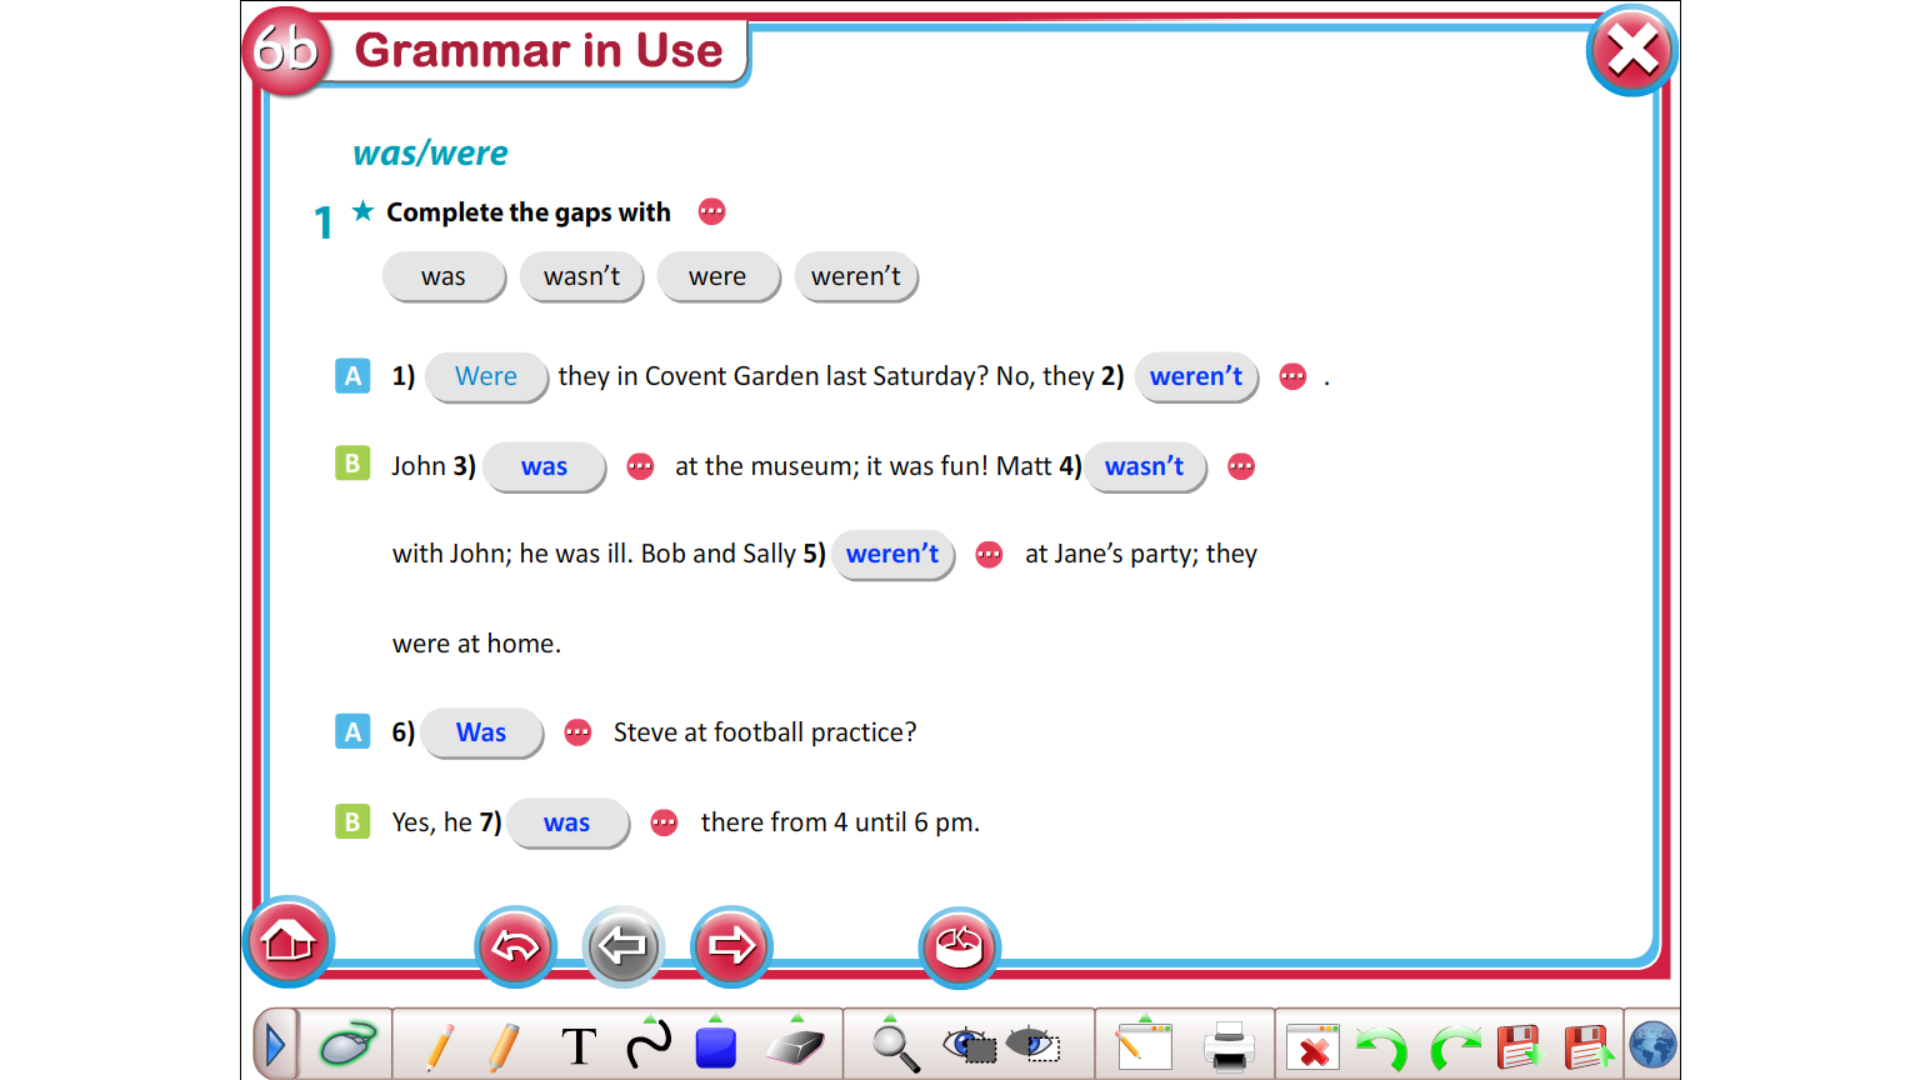 6b Grammar in Use
was/were
1 ★ Complete the gaps with
was wasn’t were weren’t
A 1) Were they in Covent Garden last Saturday? No, they 2) weren’t .
B John 3) was at the museum; it was fun! Matt 4) wasn’t
with John; he was ill. Bob and Sally 5) weren’t at Jane’s party; they
were at home.
A 6) Was Steve at football practice?
B Yes, he 7) was there from 4 until 6 pm.
T